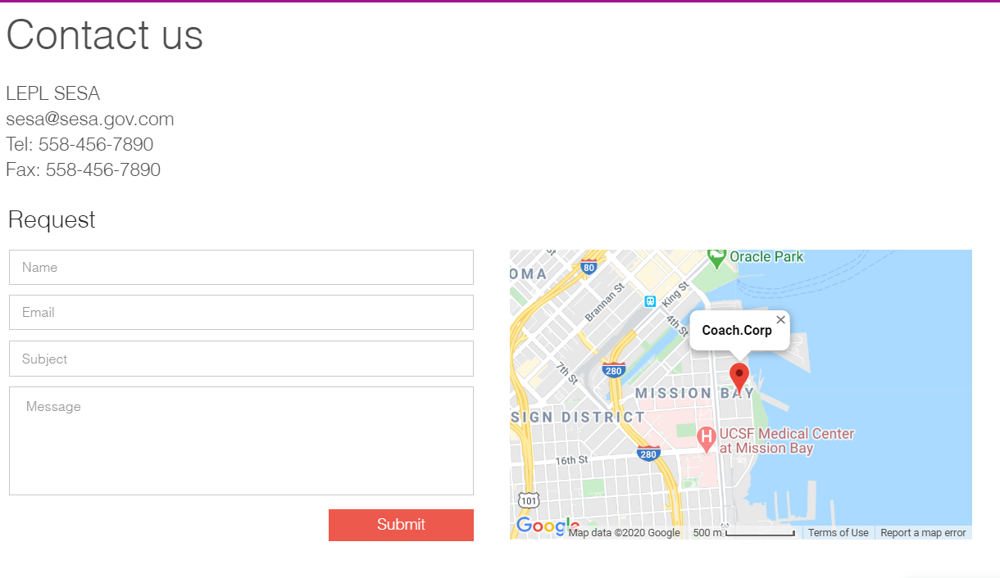 Contact us
LEPL SESA
sesa@sesa.gov.com
Tel: 558-456-7890
Fax: 558-456-7890
Request
Name
Email
Subject
Message
Submit
Oracle Park
80
OMA
King St
Brannan St
4th St
Coach.Corp
7th St
280
MISSION BAY
SIGN DISTRICT
UCSF Medical Center
at Mission Bay
H
280
16th St
101
Google
Map data ©2020 Google
500 m
Terms of Use
Report a map error